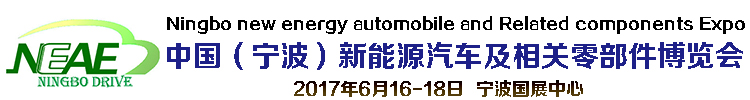 NEAE
NINGBO DRIVE
Ningbo new energy automobile and Related components Expo
中国（宁波）新能源汽车及相关零部件博览会
2017年6月16-18日 宁波国展中心